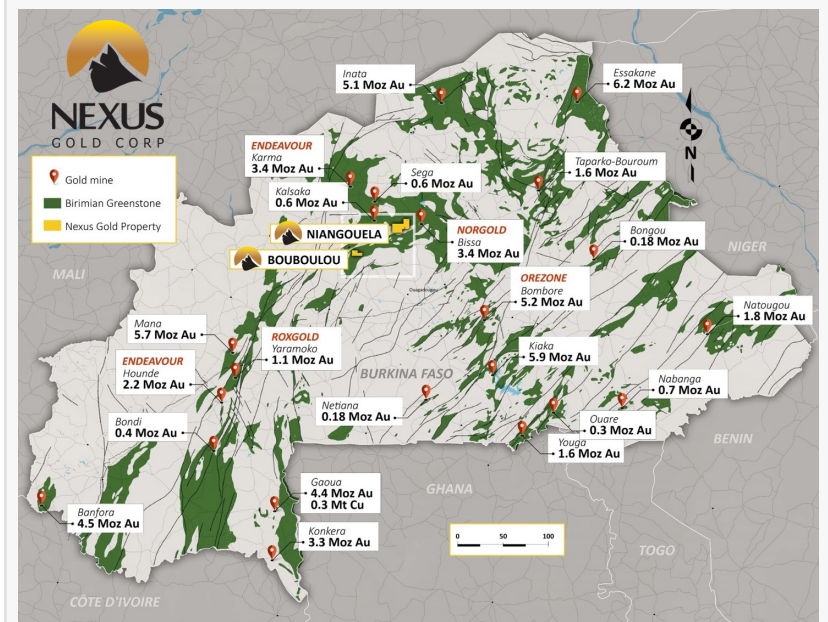 NEXUS
GOLD CORP
Gold mine
Birimian Greenstone
Nexus Gold Property
Inata
5.1 Moz Au
Essakane
6.2 Moz Au
N
ENDEAVOUR
Karma
3.4 Moz Au
Sega
0.6 Moz Au
Taparko-Bouroum
1.6 Moz Au
Kalsaka
0.6 Moz Au
NIANGOUELA
BOUBOULOU
NORGOLD
Bissa
3.4 Moz Au
Bongou
0.18 Moz Au
NIGER
MALI
Ouagadougou
OREZONE
Bombore
5.2 Moz Au
Natougou
1.8 Moz Au
Mana
5.7 Moz Au
ROXGOLD
Yaramoko
1.1 Moz Au
Kiaka
5.9 Moz Au
ENDEAVOUR
Hounde
2.2 Moz Au
BURKINA FASO
Nabanga
0.7 Moz Au
Netiana
0.18 Moz Au
Bondi
0.4 Moz Au
Ouare
0.3 Moz Au
Youga
1.6 Moz Au
BENIN
Gaoua
4.4 Moz Au
0.3 Mt Cu
GHANA
Banfora
4.5 Moz Au
Konkera
3.3 Moz Au
0 50 75 100
TOGO
CÔTE D'IVOIRE